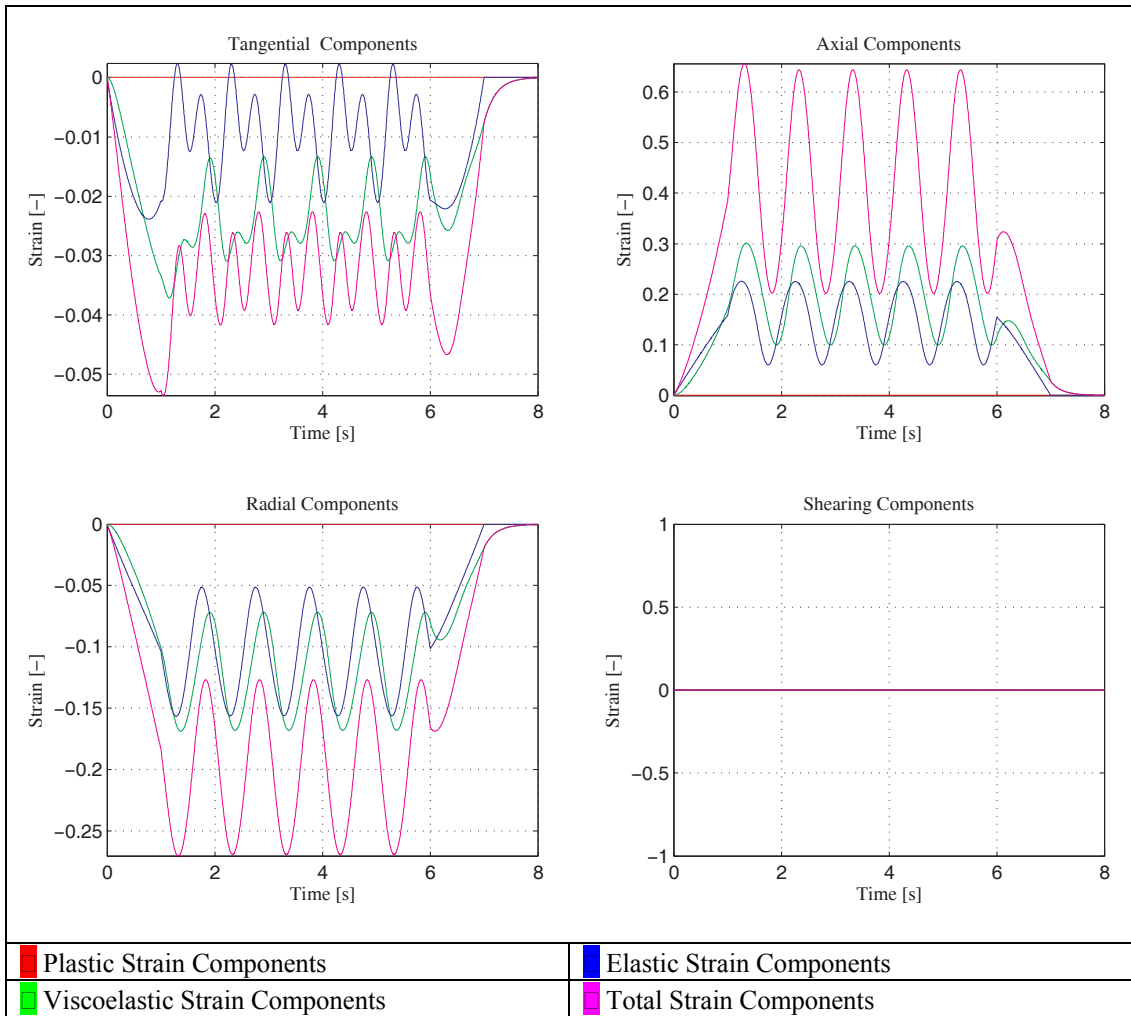 Tangential Components
0
−0.01
−0.02
−0.03
−0.04
−0.05
Strain [−]
0 2 4 6 8
Time [s]
Axial Components
0.6
0.5
0.4
0.3
0.2
0.1
0
Strain [−]
0 2 4 6 8
Time [s]
Radial Components
0
−0.05
−0.1
−0.15
−0.2
−0.25
Strain [−]
0 2 4 6 8
Time [s]
Shearing Components
1
0.5
0
−0.5
−1
Strain [−]
0 2 4 6 8
Time [s]
Plastic Strain Components
Elastic Strain Components
Viscoelastic Strain Components
Total Strain Components